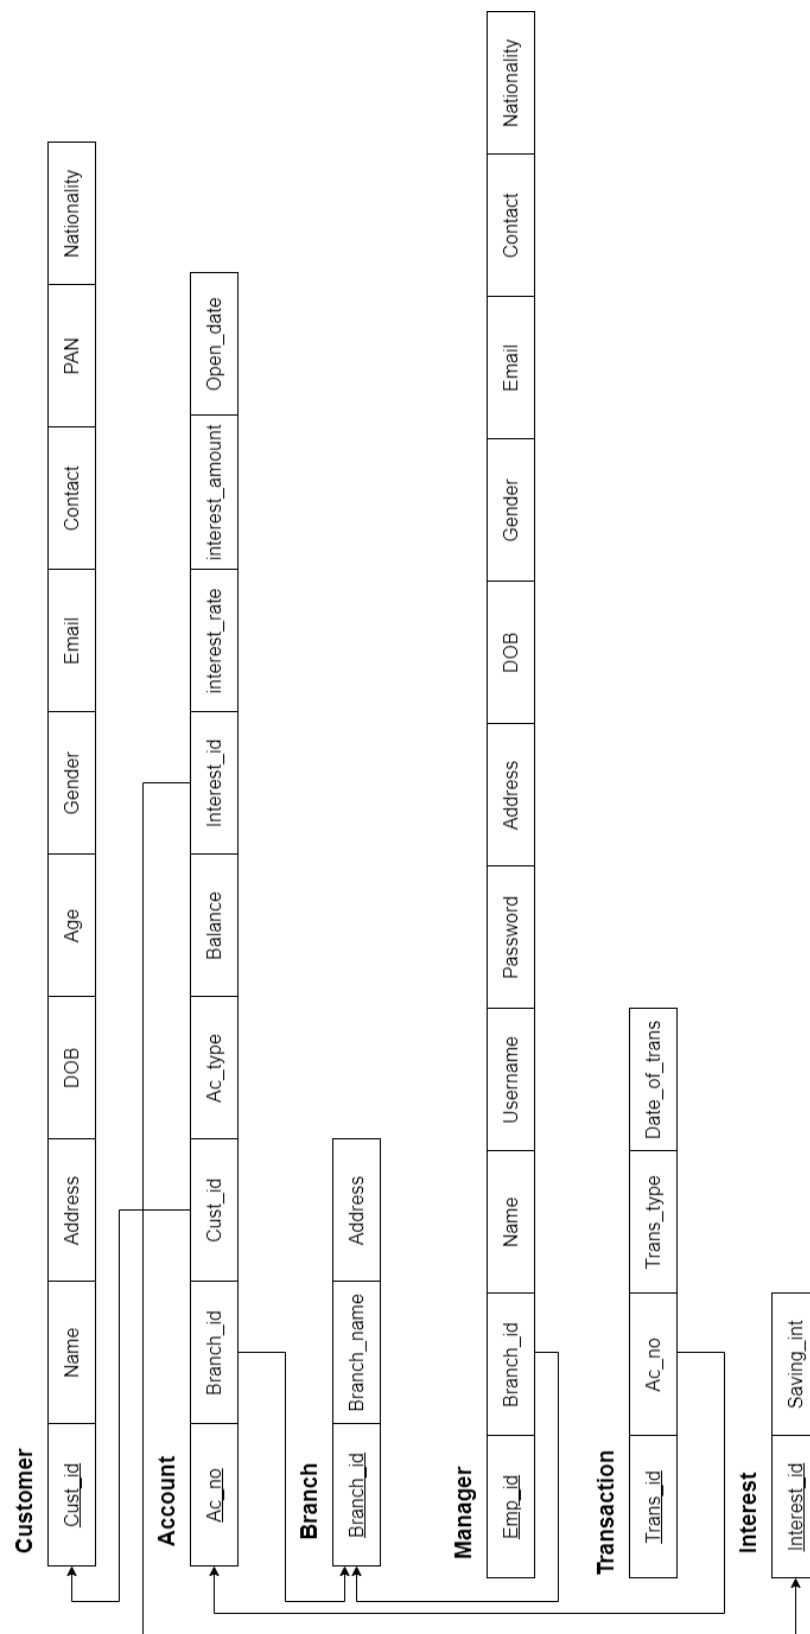 Customer
Cust_id Name Address DOB Age Gender Email Contact PAN Nationality
Account
Ac_no Branch_id Cust_id Ac_type Balance Interest_id interest_rate interest_amount Open_date
Branch
Branch_id Branch_name Address
Manager
Emp_id Branch_id Name Username Password Address DOB Gender Email Contact Nationality
Transaction
Trans_id Ac_no Trans_type Date_of_trans
Interest
Interest_id Saving_int